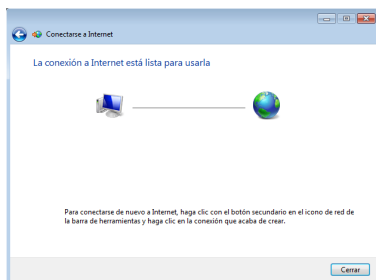 Conectarse a Internet
La conexión a Internet está lista para usarla
Para conectarse de nuevo a Internet, haga clic con el botón secundario en el icono de red de
la barra de herramientas y haga clic en la conexión que acaba de crear.
Cerrar